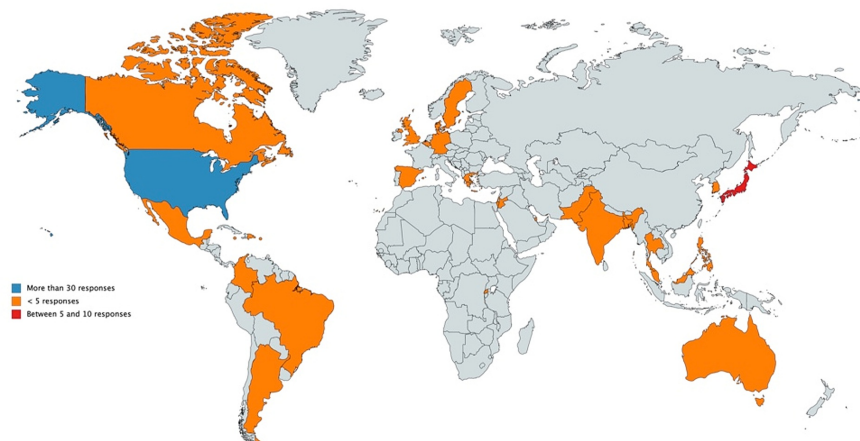 More than 30 responses
< 5 responses
Between 5 and 10 responses